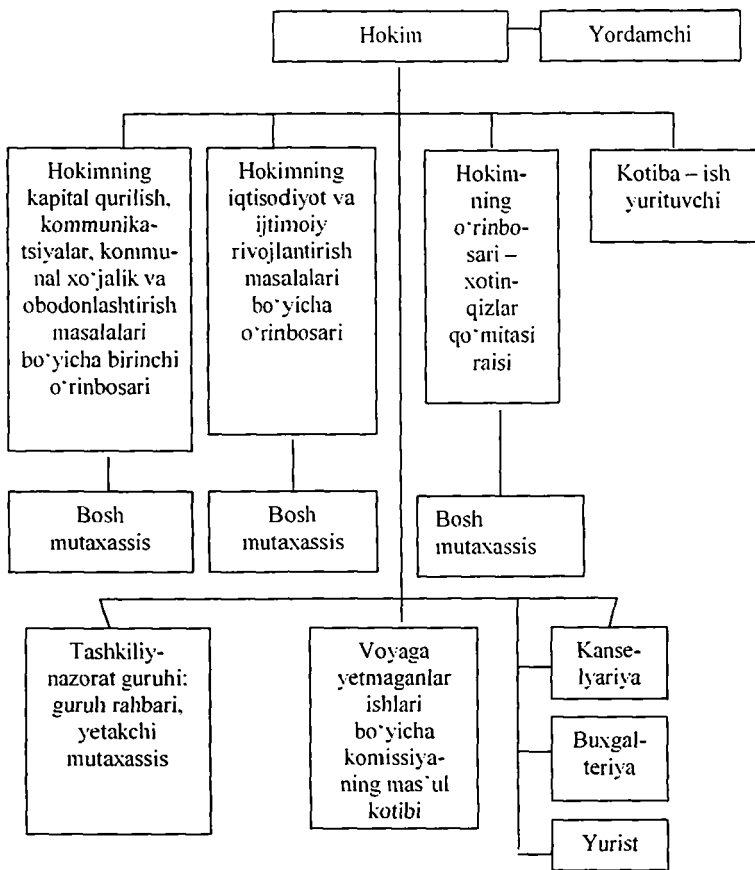 Hokim
Yordamchi
Hokimning
kapital qurilish,
kommunika-
tsiyalar, kommu-
nal xo‘jalik va
obodonlashtirish
masalalari
bo‘yicha birinchi
o‘rinbosari
Hokimning
iqtisodiyot va
ijtimoiy
rivojlantirish
masalalari
bo‘yicha
o‘rinbosari
Hokim-
ning
o‘rinbo-
sari –
xotin-
qizlar
qo‘mitasi
raisi
Kotiba – ish
yurituvchi
Bosh
mutaxassis
Bosh
mutaxassis
Bosh
mutaxassis
Tashkiliy-
nazorat guruhi:
guruh rahbari,
yetakchi
mutaxassis
Voyaga
yetmaganlar
ishlari
bo‘yicha
komissiya-
ning mas’ul
kotibi
Kanse-
lyariya
Buxgal-
teriya
Yurist